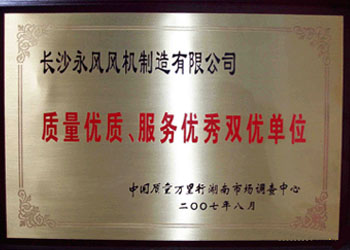 长沙永风风机制造有限公司
质量优质、服务优秀双优单位
中国质量万里行湖南市场调查中心
二〇〇七年八月